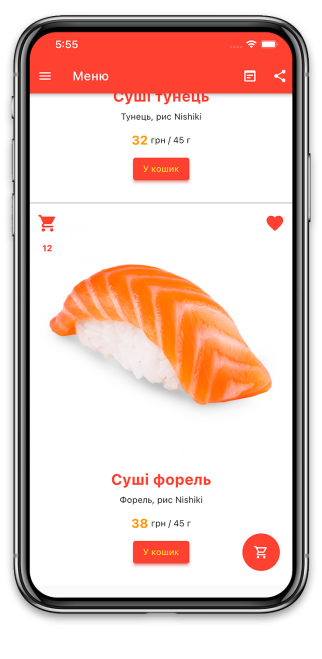 5:55
Меню
Суші тунець
Тунець, рис Nishiki
32 грн / 45 г
У кошик
12
Суші форель
Форель, рис Nishiki
38 грн / 45 г
У кошик